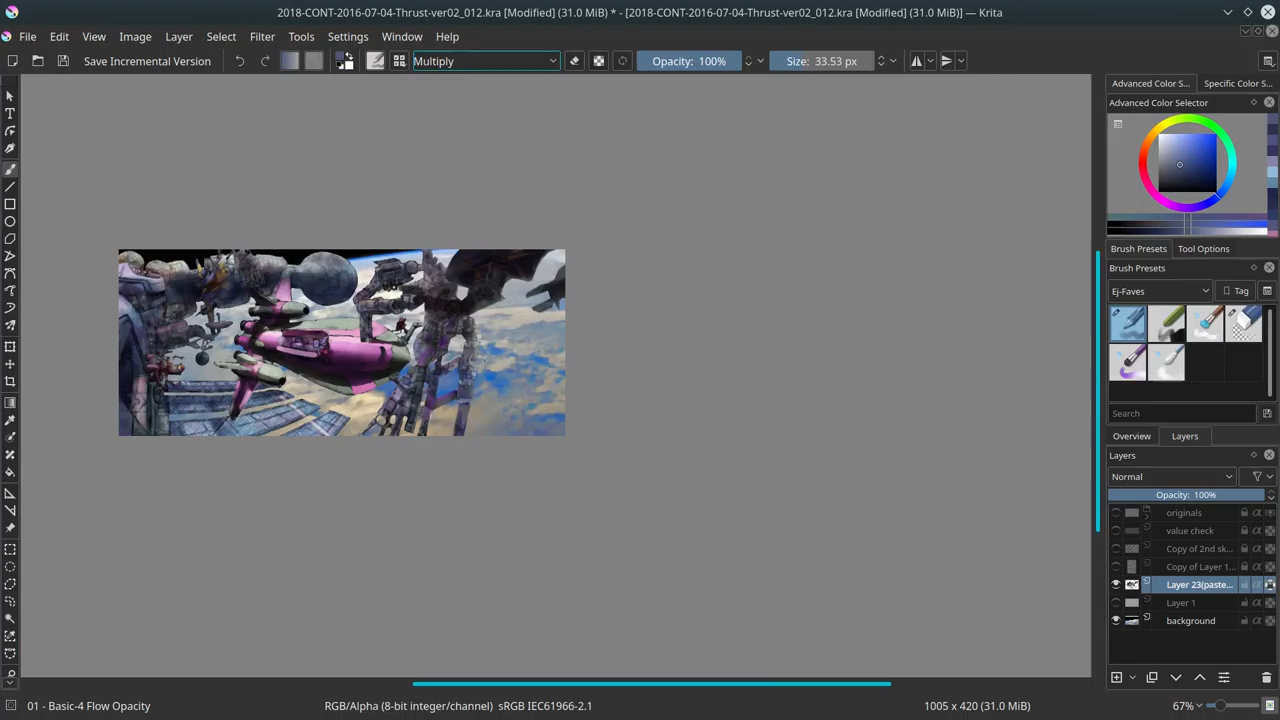 2018-CONT-2016-07-04-Thrust-ver02_012.kra [Modified] (31.0 MiB) * - [2018-CONT-2016-07-04-Thrust-ver02_012.kra [Modified] (31.0 MiB)] — Krita
File Edit View Image Layer Select Filter Tools Settings Window Help
Save Incremental Version Multiply Opacity: 100% Size: 33.53 px
Advanced Color S... Specific Color S...
Advanced Color Selector
Brush Presets Tool Options
Brush Presets
Ej-Faves Tag
Search
Overview Layers
Layers
Normal
Opacity: 100%
originals
value check
Copy of 2nd sk...
Copy of Layer 1...
Layer 23(paste...
Layer 1
background
01 - Basic-4 Flow Opacity RGB/Alpha (8-bit integer/channel) sRGB IEC61966-2.1 1005 x 420 (31.0 MiB) 67%